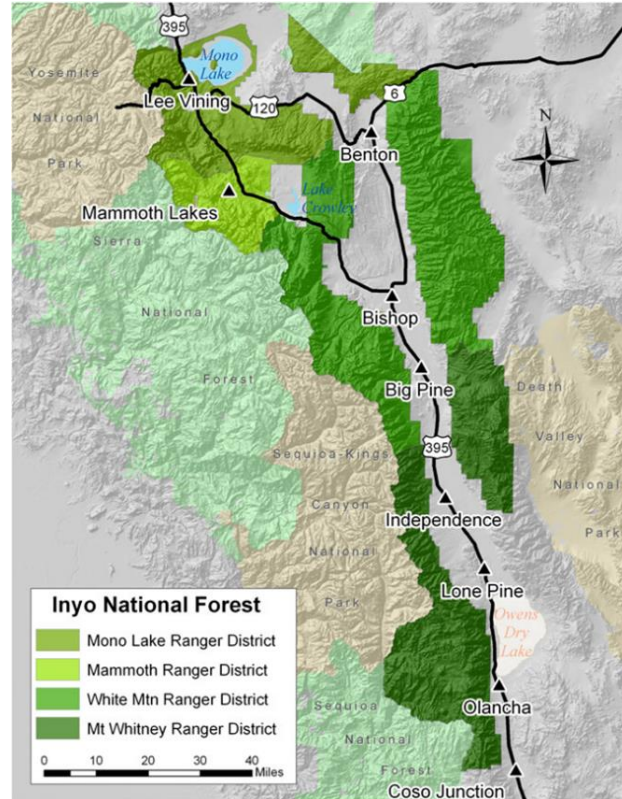 395
Mono
Lake
Yosemite
National
Park
Lee Vining
120
6
N
Benton
Mammoth Lakes
Lake
Crowley
Sierra
National
Forest
Bishop
Big Pine
Death
Valley
National
Park
395
Sequoia-Kings
Canyon
National
Park
Independence
Lone Pine
Owens
Dry
Lake
Olancha
Sequoia
National
Forest
Coso Junction
Inyo National Forest
Mono Lake Ranger District
Mammoth Ranger District
White Mtn Ranger District
Mt Whitney Ranger District
0 5 10 20 30 40
Miles